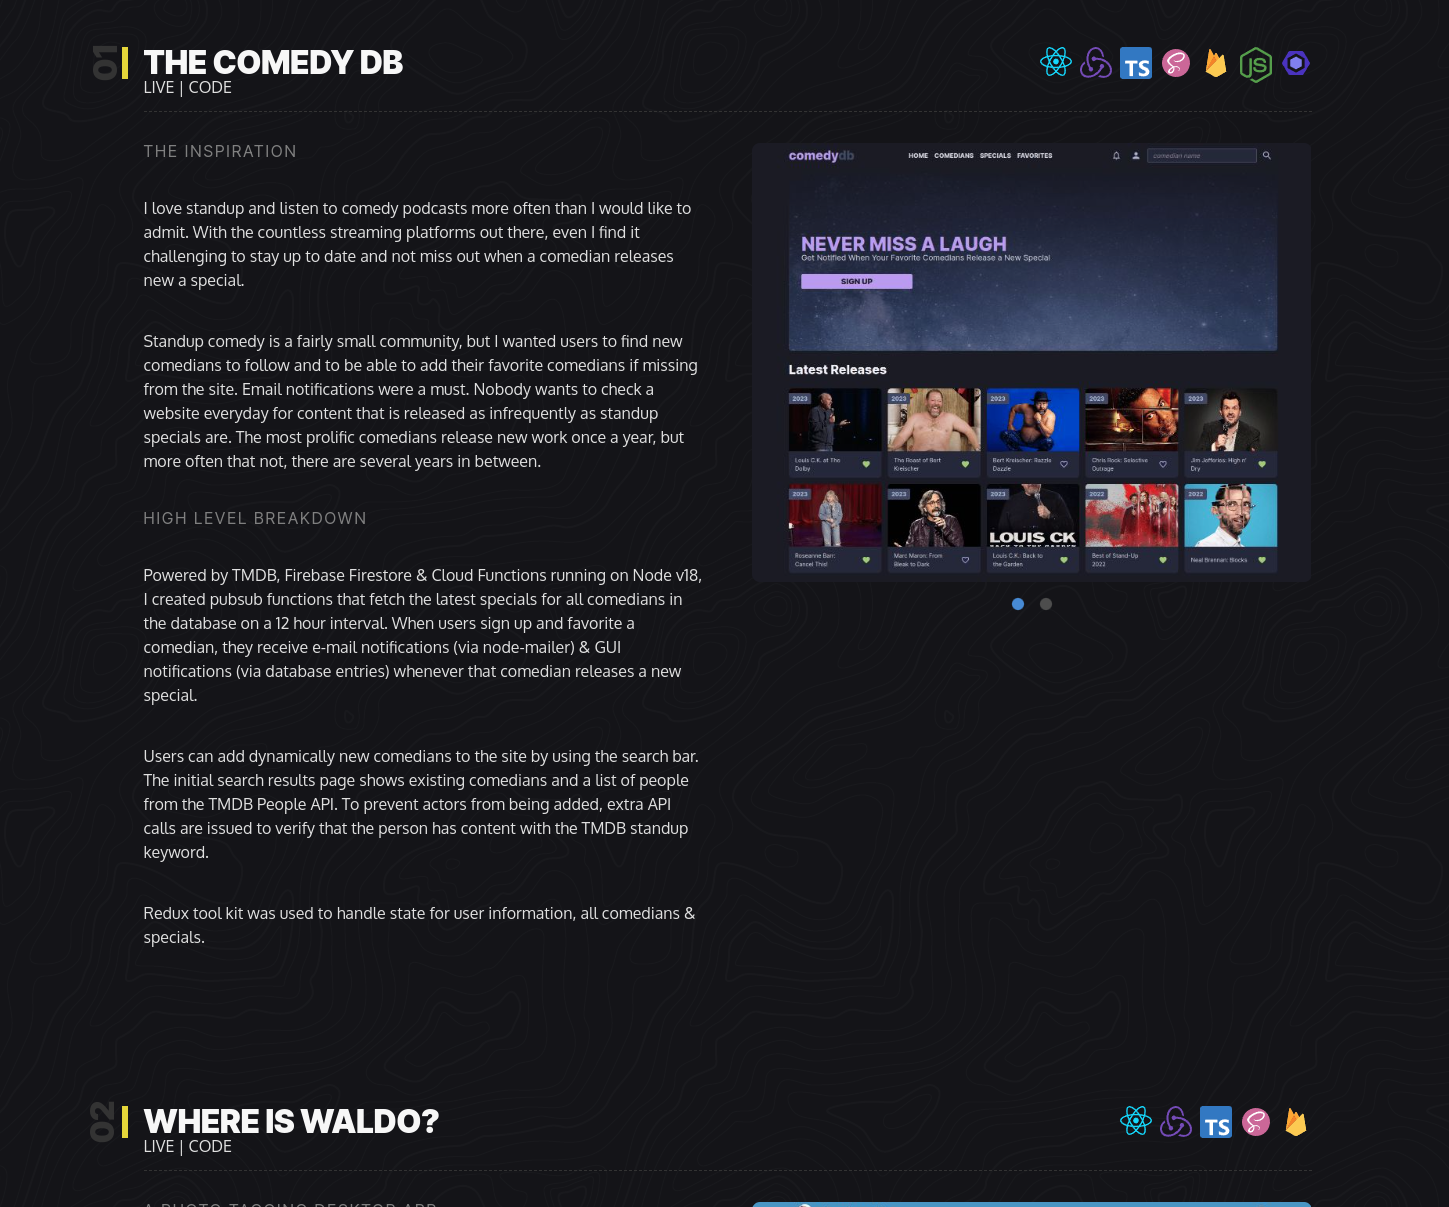 01
THE COMEDY DB
LIVE | CODE
TS
JS
THE INSPIRATION
I love standup and listen to comedy podcasts more often than I would like to
admit. With the countless streaming platforms out there, even I find it
challenging to stay up to date and not miss out when a comedian releases
new a special.
Standup comedy is a fairly small community, but I wanted users to find new
comedians to follow and to be able to add their favorite comedians if missing
from the site. Email notifications were a must. Nobody wants to check a
website everyday for content that is released as infrequently as standup
specials are. The most prolific comedians release new work once a year, but
more often that not, there are several years in between.
HIGH LEVEL BREAKDOWN
Powered by TMDB, Firebase Firestore & Cloud Functions running on Node v18,
I created pubsub functions that fetch the latest specials for all comedians in
the database on a 12 hour interval. When users sign up and favorite a
comedian, they receive e-mail notifications (via node-mailer) & GUI
notifications (via database entries) whenever that comedian releases a new
special.
Users can add dynamically new comedians to the site by using the search bar.
The initial search results page shows existing comedians and a list of people
from the TMDB People API. To prevent actors from being added, extra API
calls are issued to verify that the person has content with the TMDB standup
keyword.
Redux tool kit was used to handle state for user information, all comedians &
specials.
comedydb
HOME COMEDIANS SPECIALS FAVORITES
comedian name
NEVER MISS A LAUGH
Get Notified When Your Favorite Comedians Release a New Special
SIGN UP
Latest Releases
2023
2023
2023
2023
2023
Louis C.K. at The
Dolby
The Roast of Bert
Kreischer
Bert Kreischer: Razzle
Dazzle
Chris Rock: Selective
Outrage
Jim Jefferies: High n'
Dry
2023
2023
2023
2022
2022
LOUIS CK
BACK TO THE GARDEN
Roseanne Barr:
Cancel This!
Marc Maron: From
Bleak to Dark
Louis C.K.: Back to
the Garden
Best of Stand-Up
2022
Neal Brennan: Blocks
02
WHERE IS WALDO?
LIVE | CODE
TS
A PHOTO TAGGING DESKTOP APP